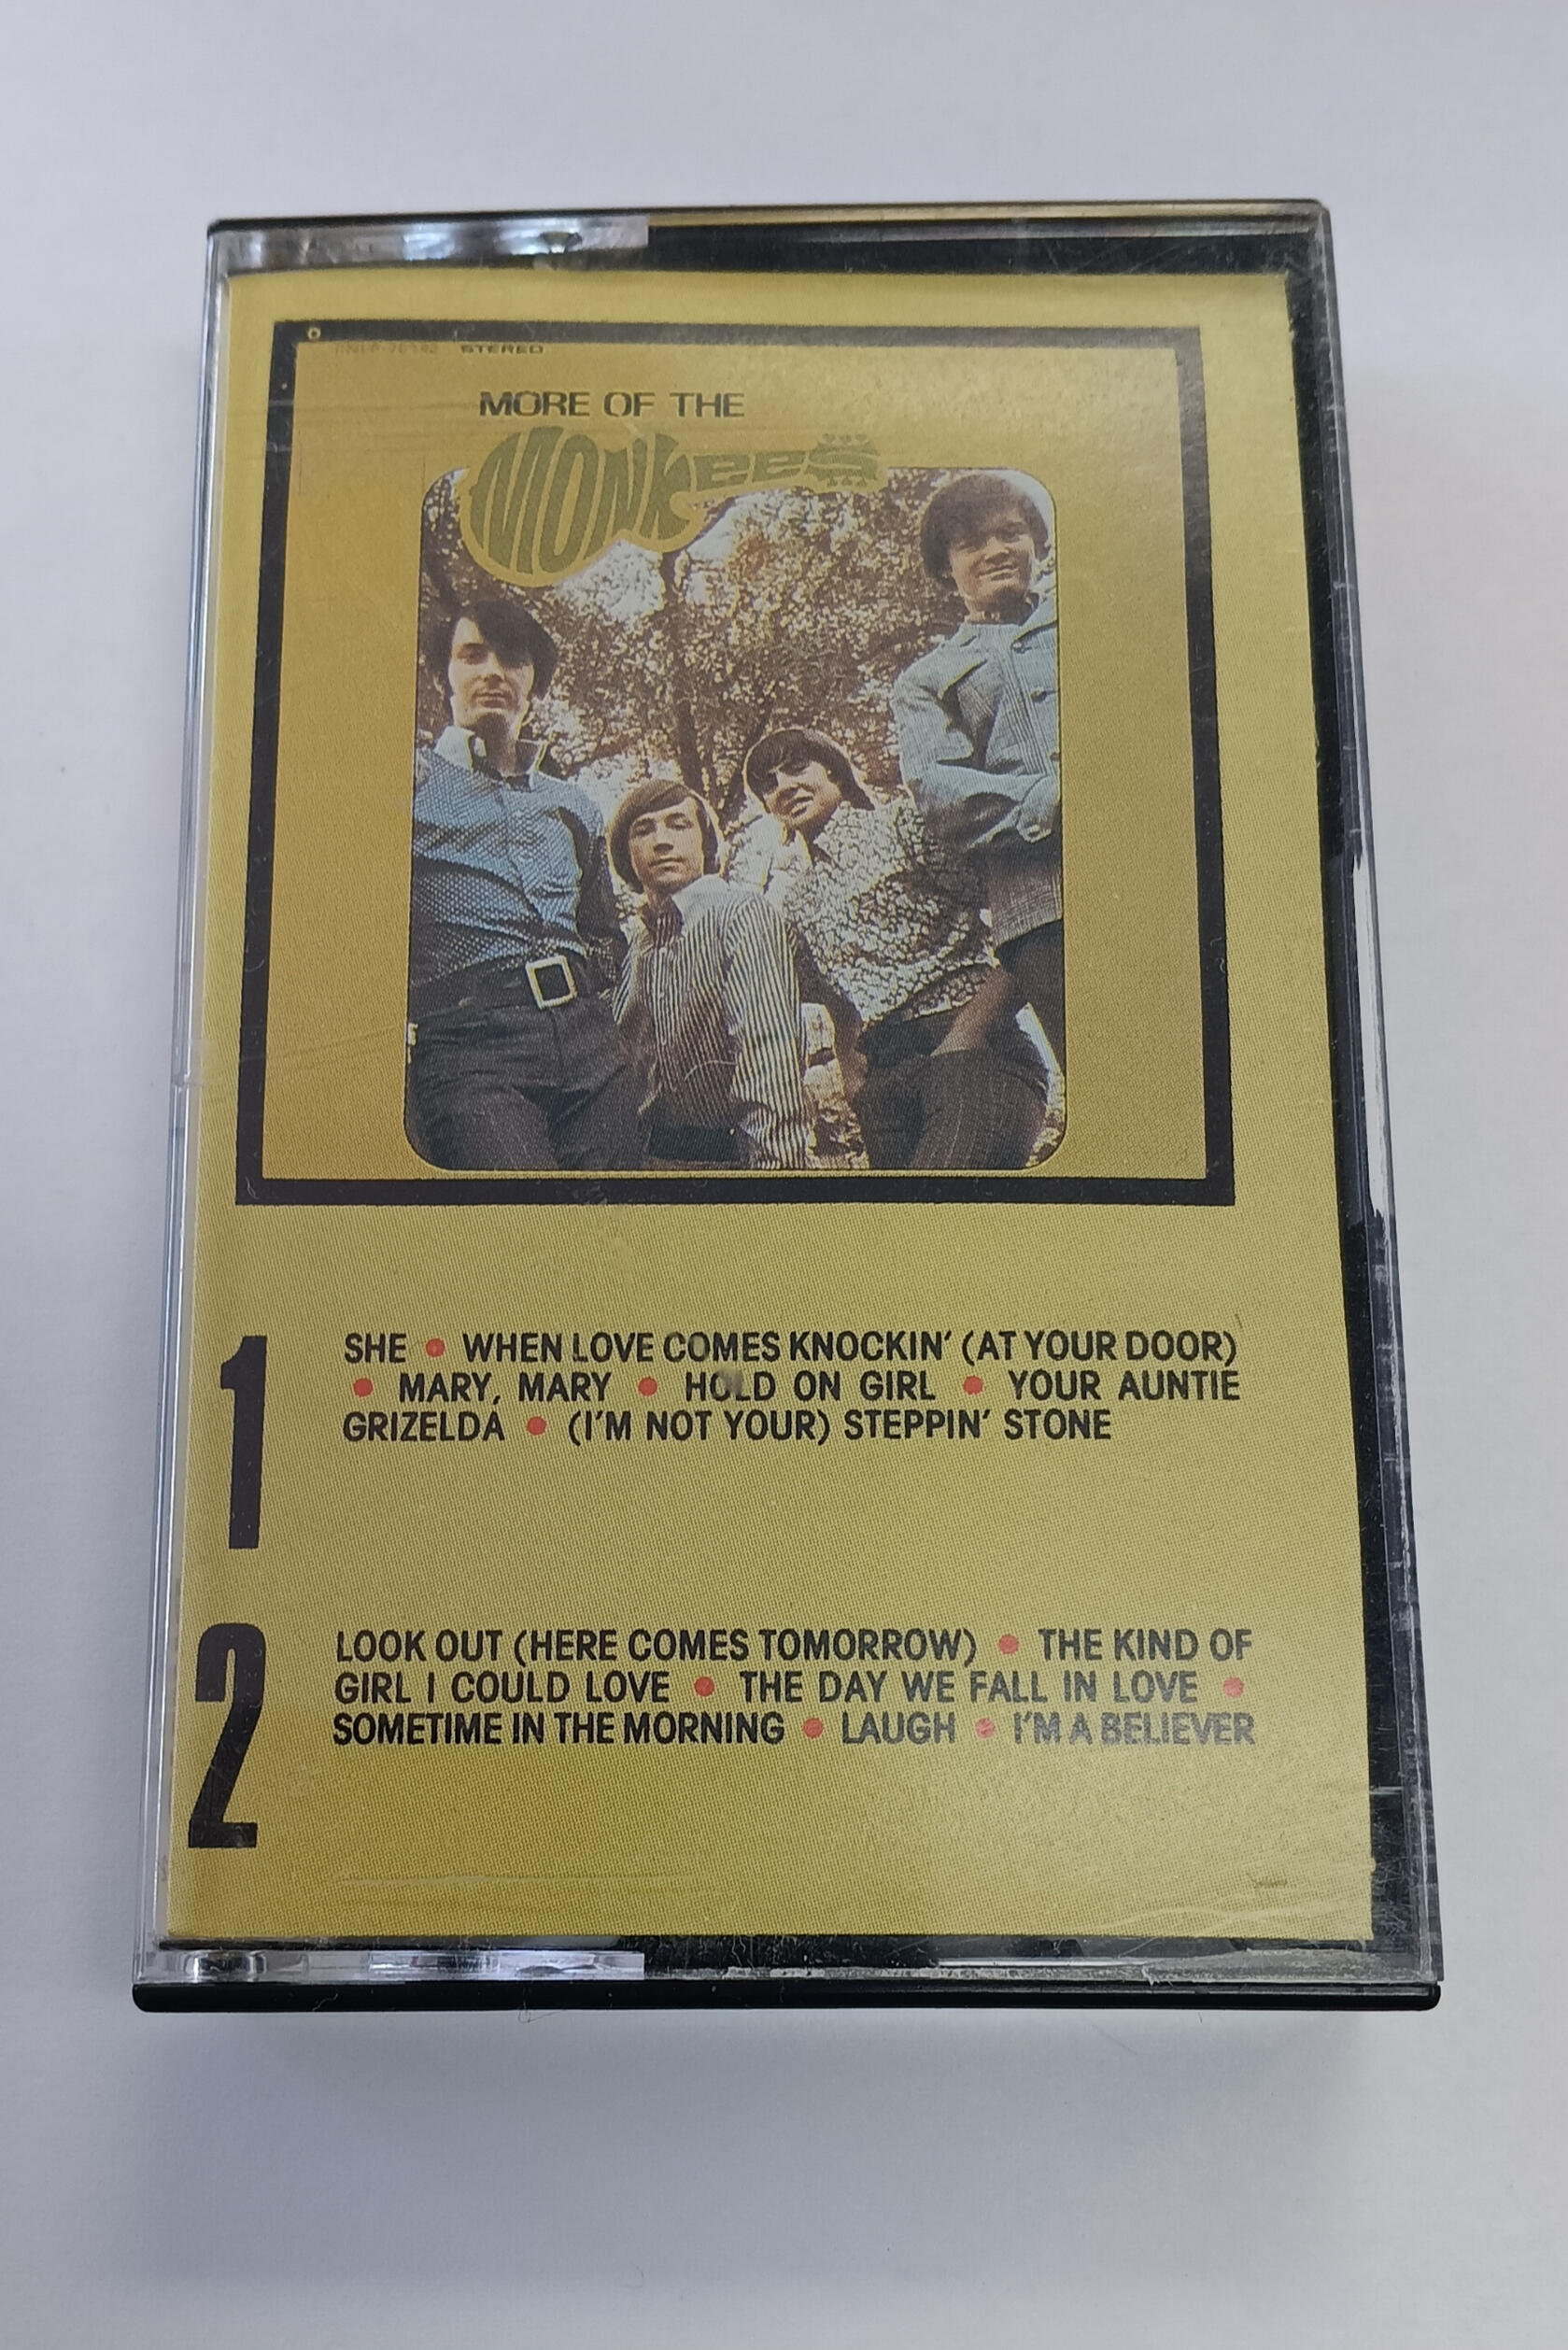 STEREO
MORE OF THE
MONKEES
1
SHE • WHEN LOVE COMES KNOCKIN' (AT YOUR DOOR)
• MARY, MARY • HOLD ON GIRL • YOUR AUNTIE
GRIZELDA • (I'M NOT YOUR) STEPPIN' STONE
2
LOOK OUT (HERE COMES TOMORROW) • THE KIND OF
GIRL I COULD LOVE • THE DAY WE FALL IN LOVE •
SOMETIME IN THE MORNING • LAUGH • I'M A BELIEVER